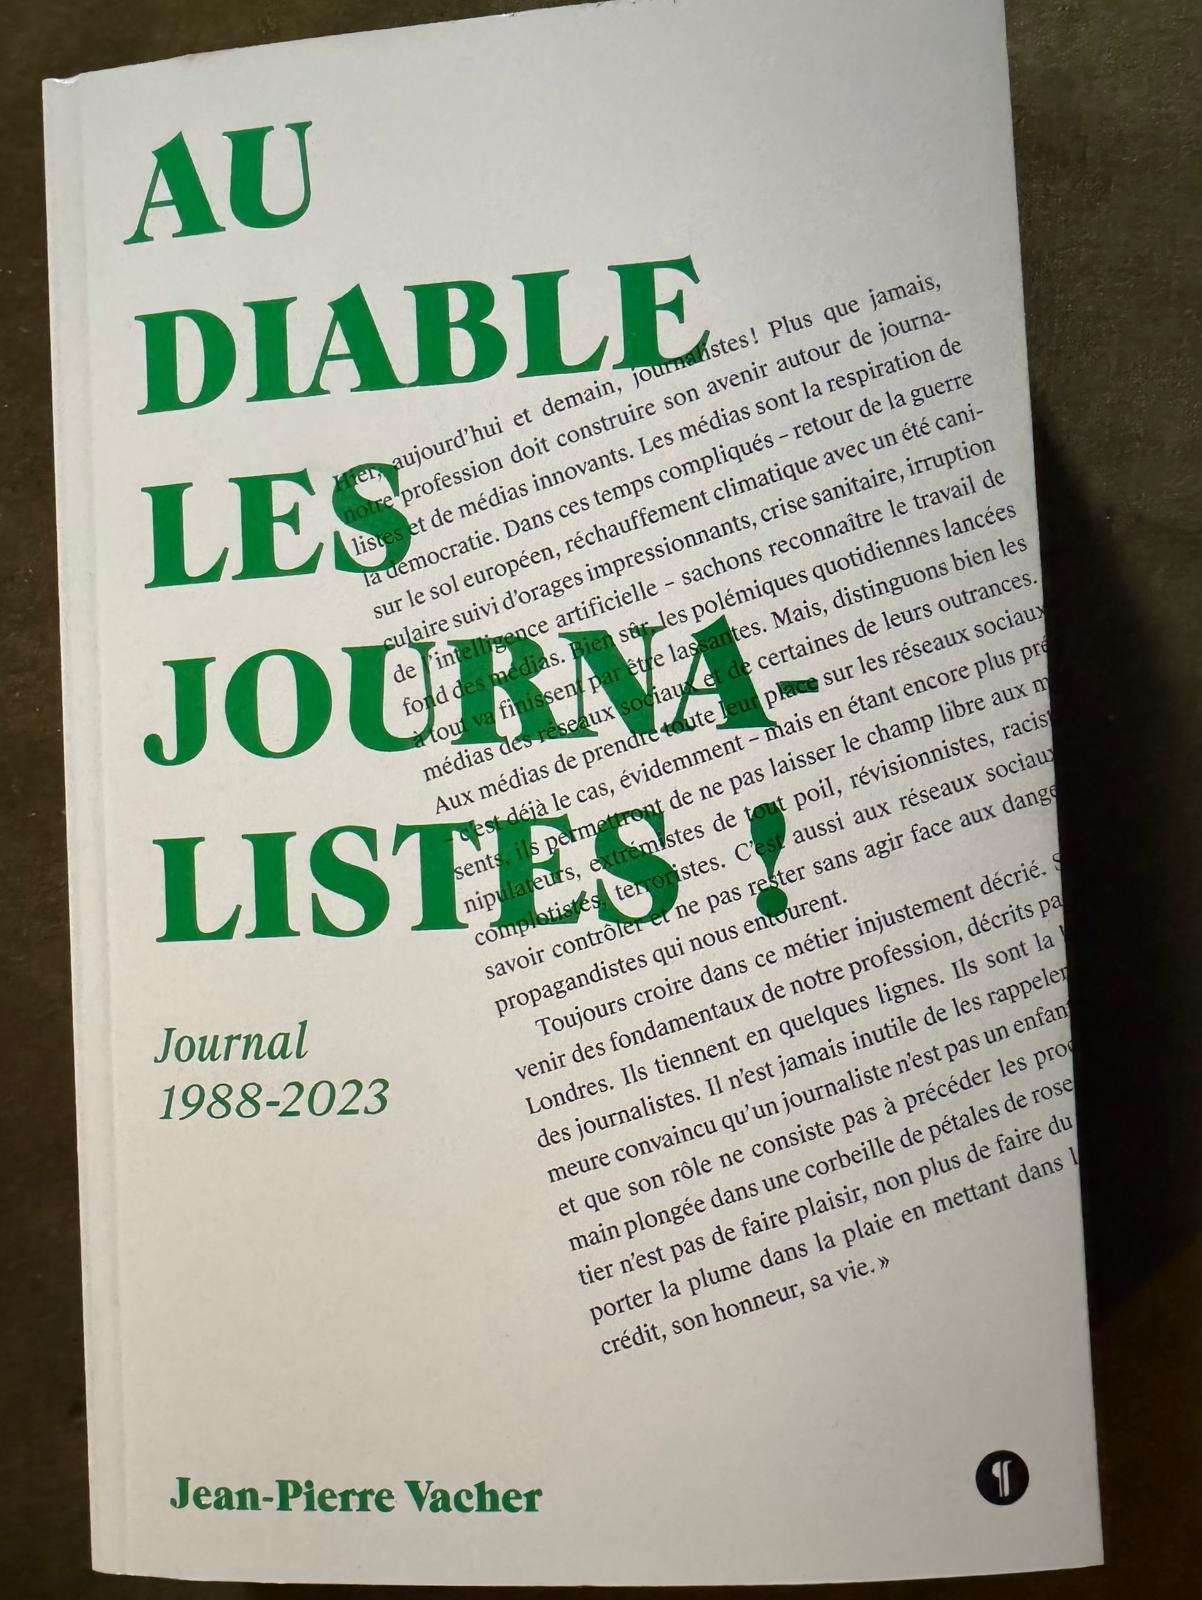 AU
DIABLE
LES
JOURNA-
LISTES !
Hier, aujourd'hui et demain, journalistes ! Plus que jamais,
notre profession doit construire son avenir autour de journa-
listes et de médias innovants. Les médias sont la respiration de
la démocratie. Dans ces temps compliqués – retour de la guerre
sur le sol européen, réchauffement climatique avec un été cani-
culaire suivi d'orages impressionnants, crise sanitaire, irruption
de l'intelligence artificielle – sachons reconnaître le travail de
fond des médias. Bien sûr, les polémiques quotidiennes lancées
à tout va finissent par être lassantes. Mais, distinguons bien les
médias des réseaux sociaux et de certaines de leurs outrances.
Aux médias de prendre toute leur place sur les réseaux sociaux
– c'est déjà le cas, évidemment – mais en étant encore plus pré
sents, ils permettront de ne pas laisser le champ libre aux m
nipulateurs, extrémistes de tout poil, révisionnistes, racis
complotistes, terroristes. C'est aussi aux réseaux sociaux
savoir contrôler et ne pas rester sans agir face aux dange
propagandistes qui nous entourent.
Toujours croire dans ce métier injustement décrié. S
venir des fondamentaux de notre profession, décrits pa
Londres. Ils tiennent en quelques lignes. Ils sont la
des journalistes. Il n'est jamais inutile de les rappeler
meure convaincu qu'un journaliste n'est pas un enfan
et que son rôle ne consiste pas à précéder les proc
main plongée dans une corbeille de pétales de rose
tier n'est pas de faire plaisir, non plus de faire du
porter la plume dans la plaie en mettant dans l
crédit, son honneur, sa vie. »
Journal
1988-2023
Jean-Pierre Vacher
¶